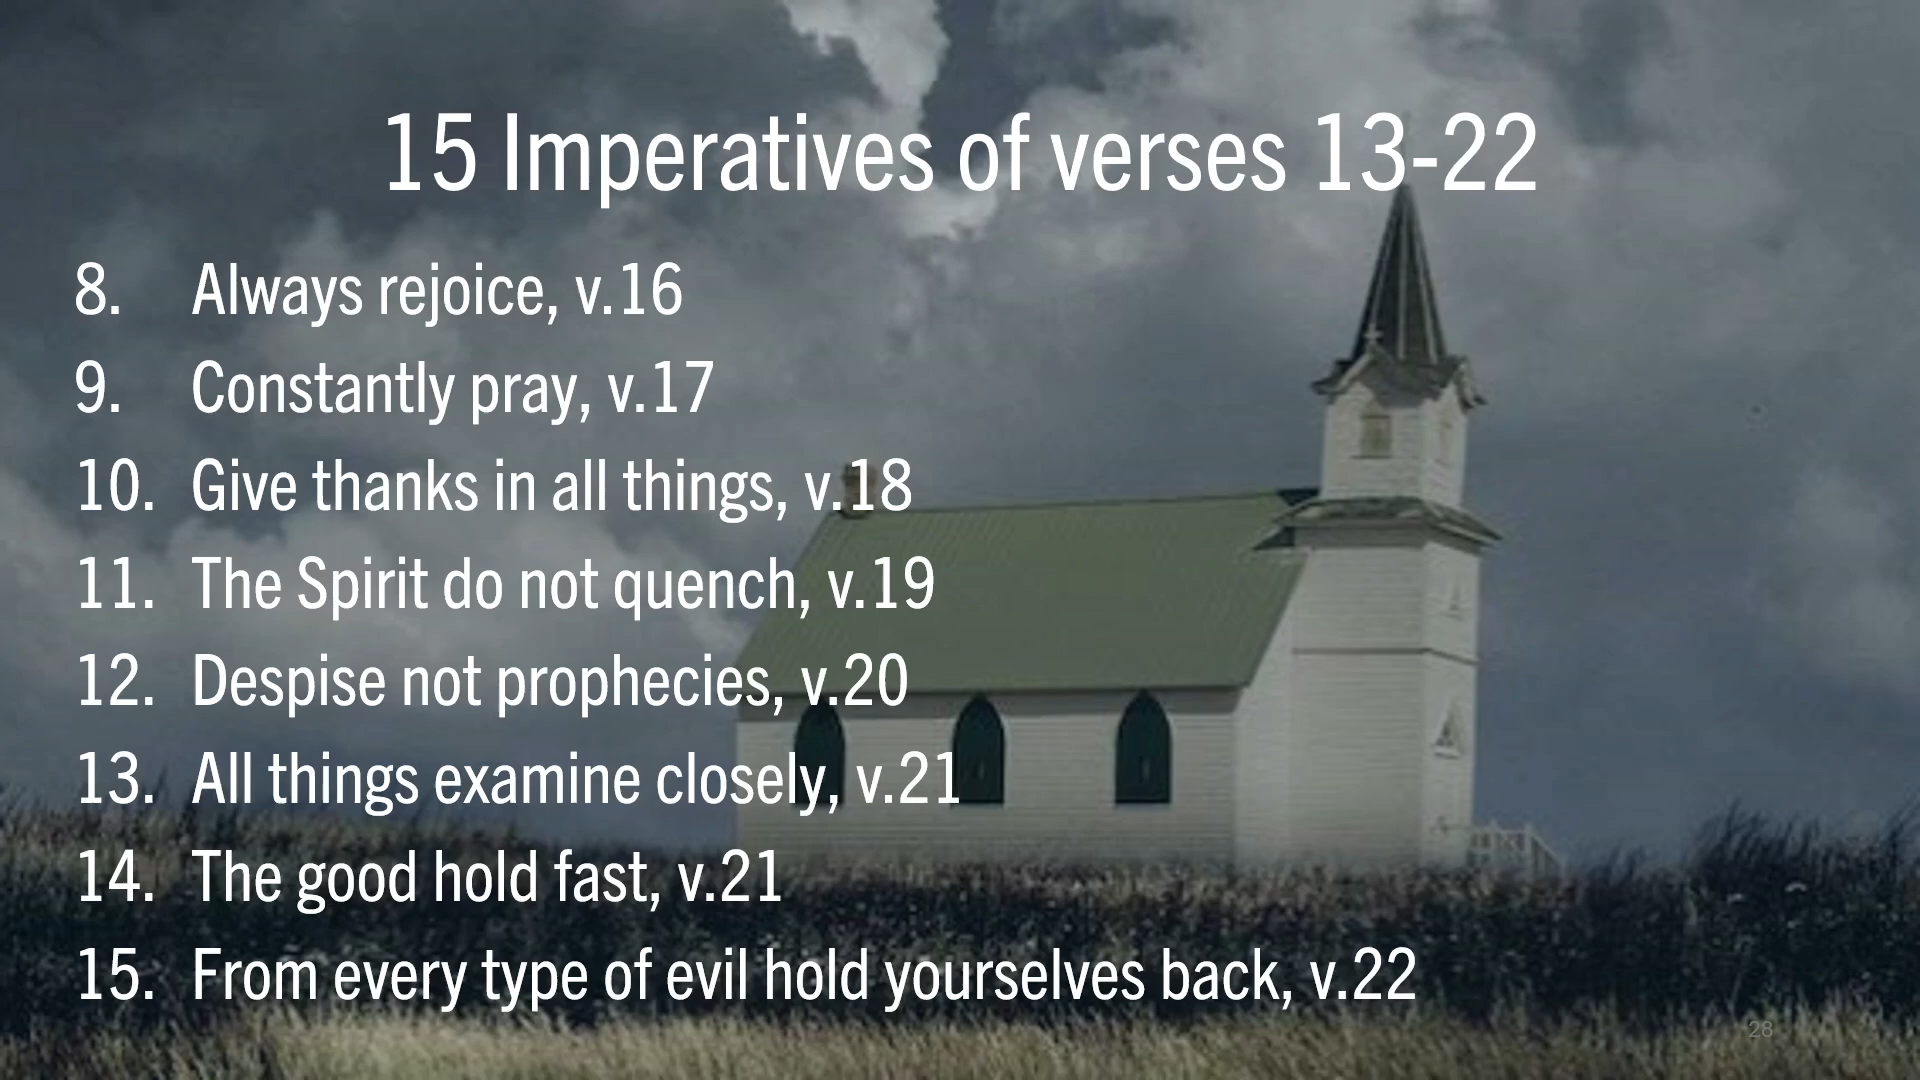 15 Imperatives of verses 13-22
8. Always rejoice, v.16
9. Constantly pray, v.17
10. Give thanks in all things, v.18
11. The Spirit do not quench, v.19
12. Despise not prophecies, v.20
13. All things examine closely, v.21
14. The good hold fast, v.21
15. From every type of evil hold yourselves back, v.22
28